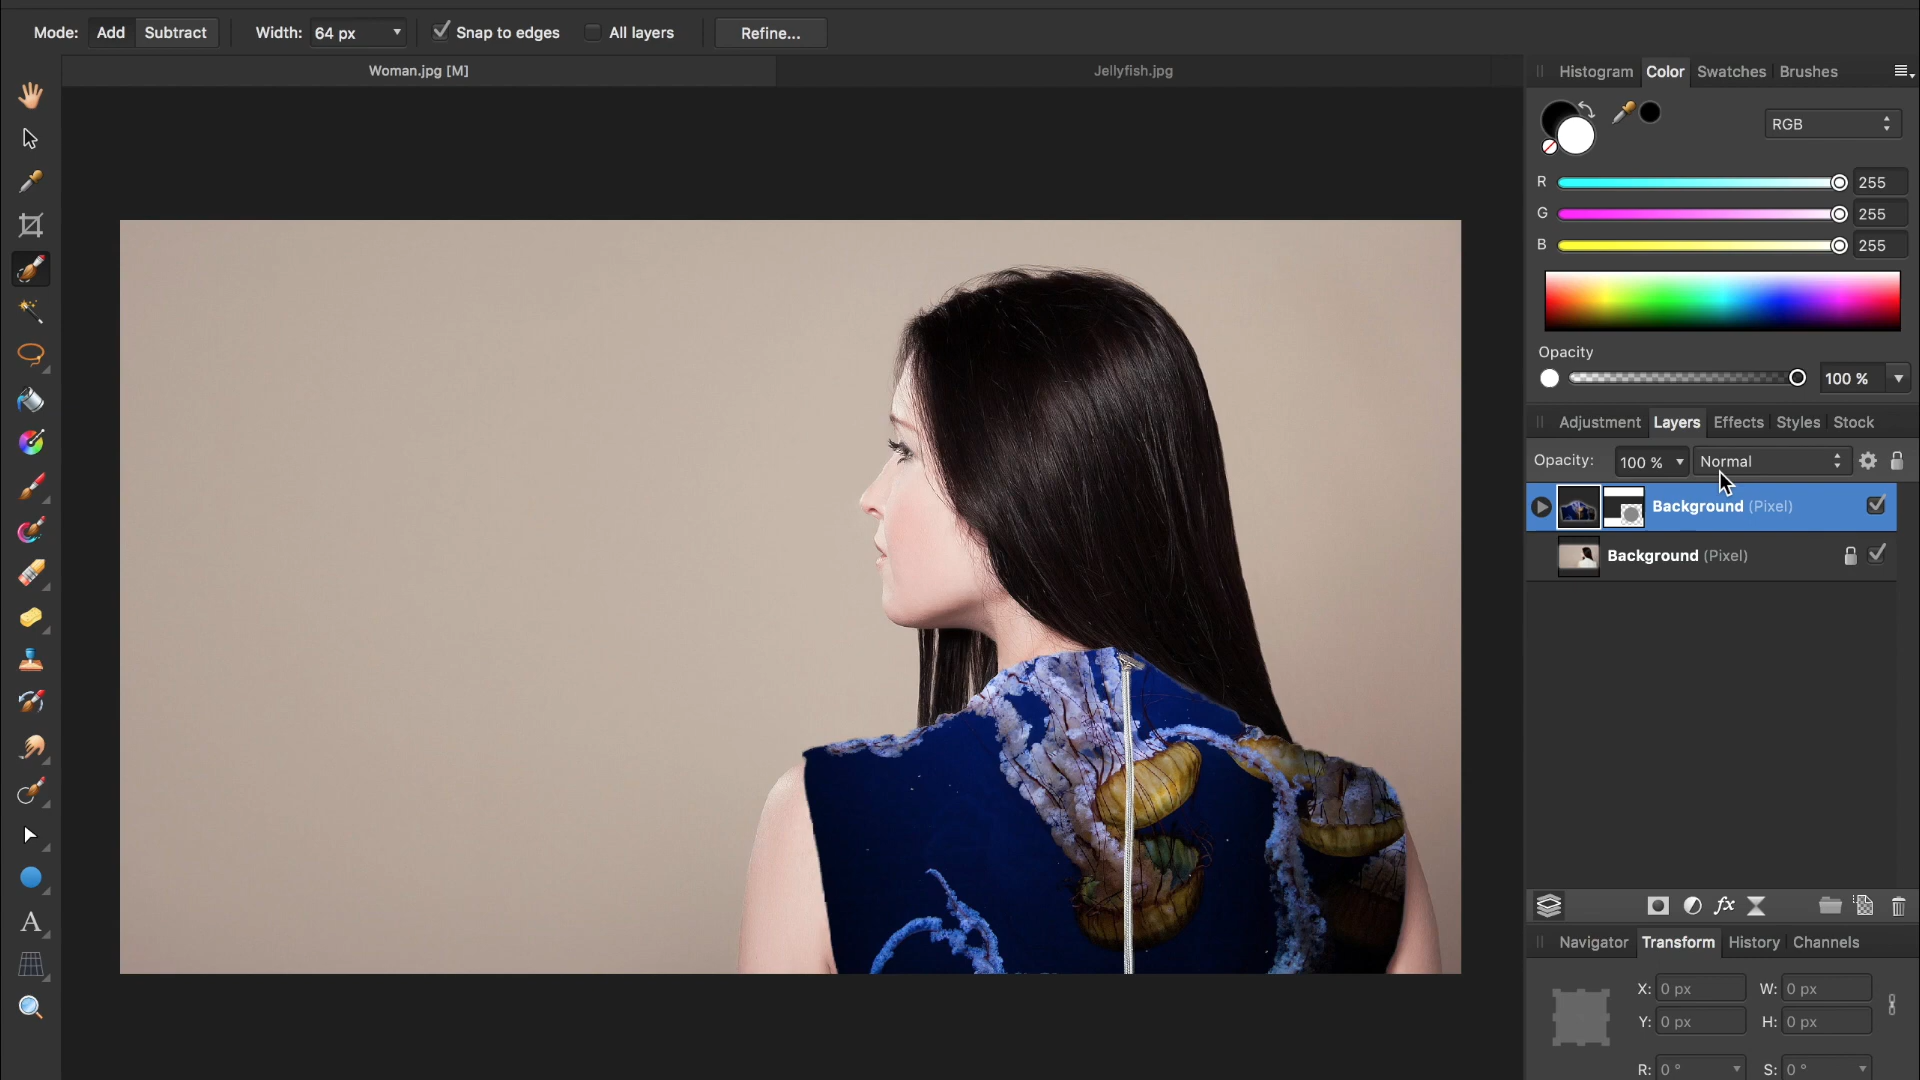 Mode: Add Subtract Width: 64 px Snap to edges All layers Refine...
Woman.jpg [M] Jellyfish.jpg
Histogram Color Swatches Brushes
RGB
R 255
G 255
B 255
Opacity
100 %
Adjustment Layers Effects Styles Stock
Opacity: 100 % Normal
Background (Pixel)
Background (Pixel)
fx
A
Navigator Transform History Channels
X: 0 px W: 0 px
Y: 0 px H: 0 px
R: 0 ° S: 0 °